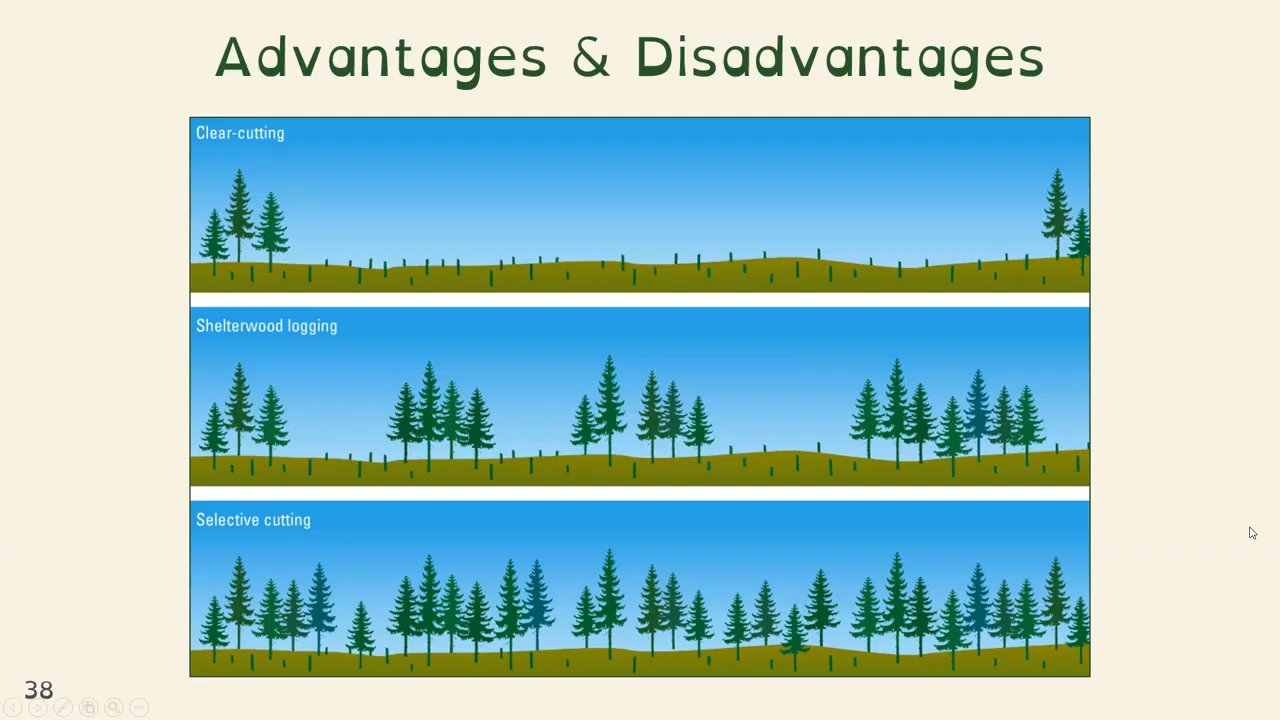 Advantages & Disadvantages
Clear-cutting
Shelterwood logging
Selective cutting
38